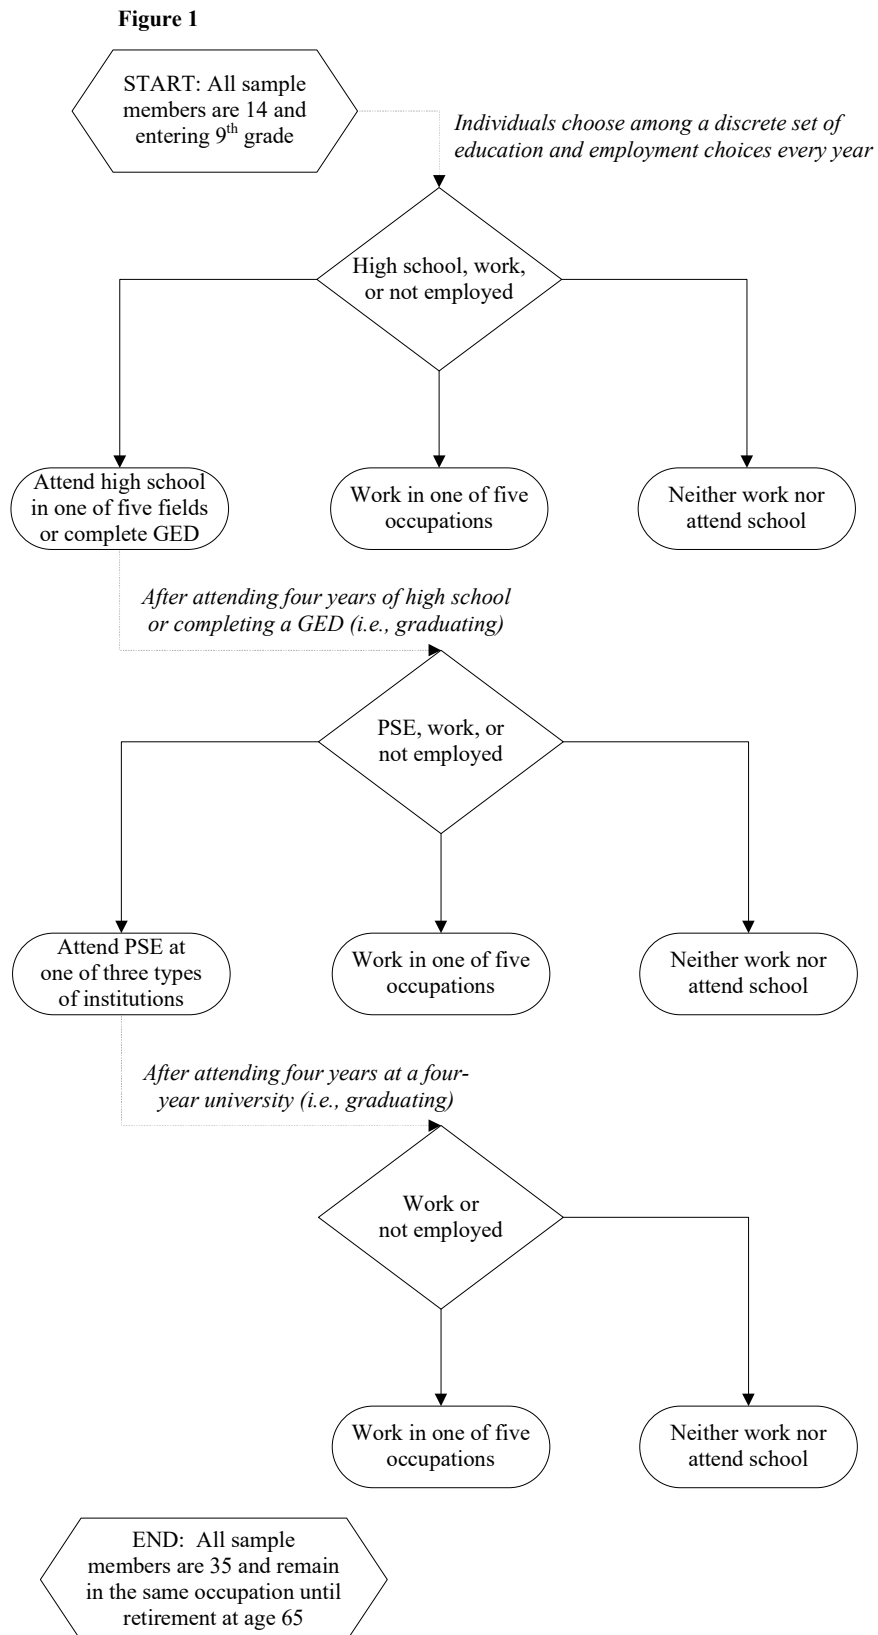 Figure 1
START: All sample
members are 14 and
entering 9th grade
Individuals choose among a discrete set of
education and employment choices every year
High school, work,
or not employed
Attend high school
in one of five fields
or complete GED
Work in one of five
occupations
Neither work nor
attend school
After attending four years of high school
or completing a GED (i.e., graduating)
PSE, work, or
not employed
Attend PSE at
one of three types
of institutions
Work in one of five
occupations
Neither work nor
attend school
After attending four years at a four-
year university (i.e., graduating)
Work or
not employed
Work in one of five
occupations
Neither work nor
attend school
END: All sample
members are 35 and remain
in the same occupation until
retirement at age 65